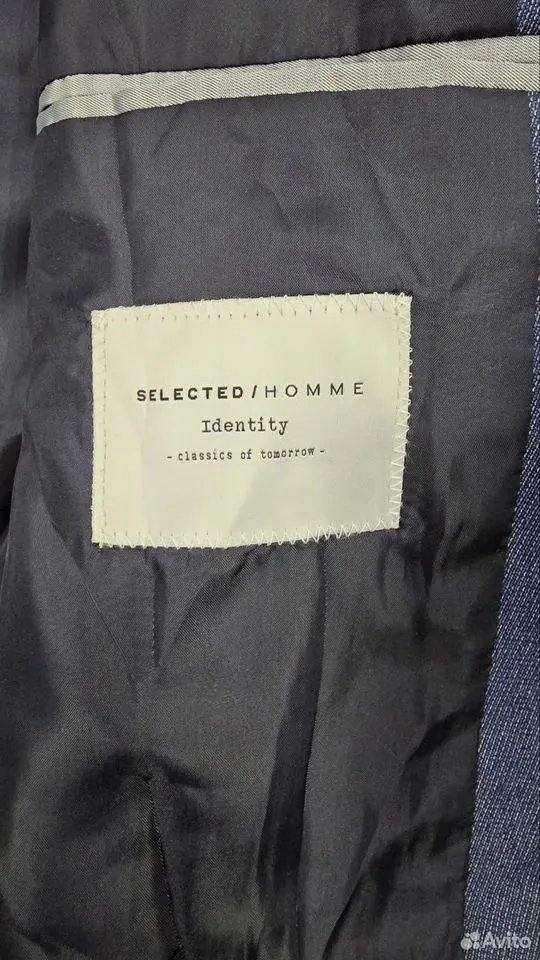 SELECTED/HOMME
Identity
- classics of tomorrow -
Avito